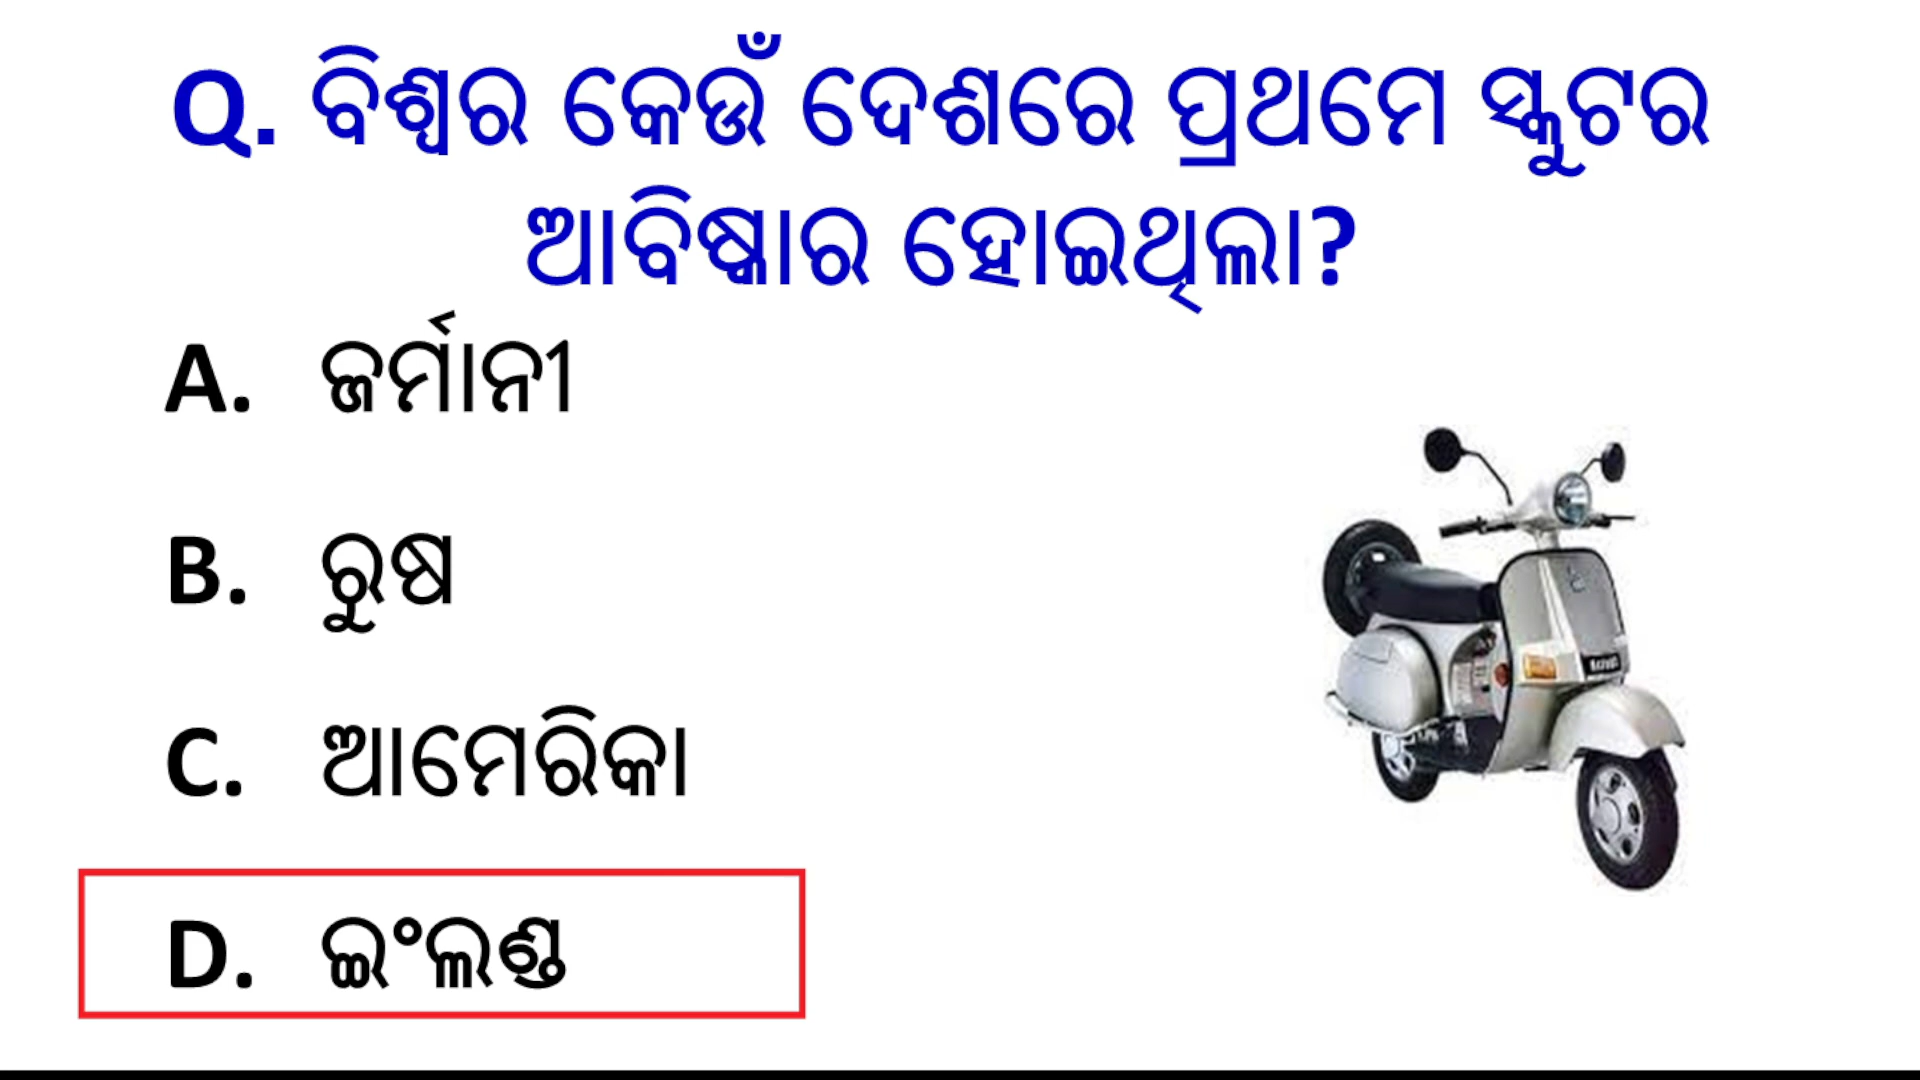 Q. ବିଶ୍ୱର କେଉଁ ଦେଶରେ ପ୍ରଥମେ ସ୍କୁଟର
ଆବିଷ୍କାର ହୋଇଥିଲା?
A. ଜର୍ମାନୀ
B. ରୁଷ
C. ଆମେରିକା
D. ଇଂଲଣ୍ଡ